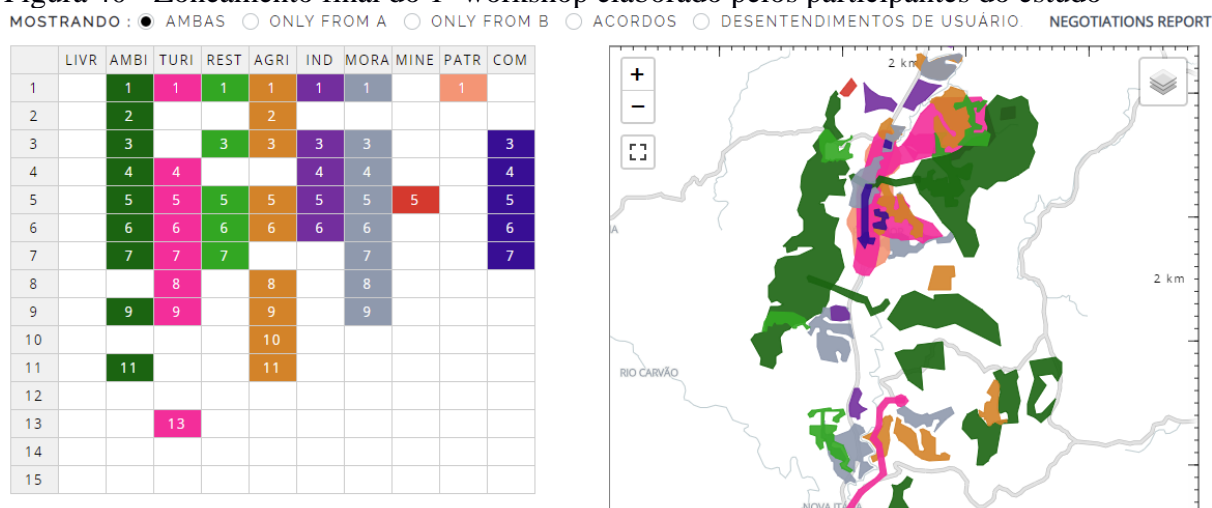 Figura 40 - Zoneamento final do 1º workshop elaborado pelos participantes do estudo
MOSTRANDO : AMBAS ONLY FROM A ONLY FROM B ACORDOS DESENTENDIMENTOS DE USUÁRIO. NEGOTIATIONS REPORT
LIVR AMBI TURI REST AGRI IND MORA MINE PATR COM
1 1 1 1 1 1 1 1
2 2 2
3 3 3 3 3 3 3
4 4 4 4 4 4
5 5 5 5 5 5 5 5 5
6 6 6 6 6 6 6 6
7 7 7 7 7 7
8 8 8 8
9 9 9 9 9
10 10
11 11 11
12
13 13
14
15
+
−
2 km
2 km
RIO CARVÃO